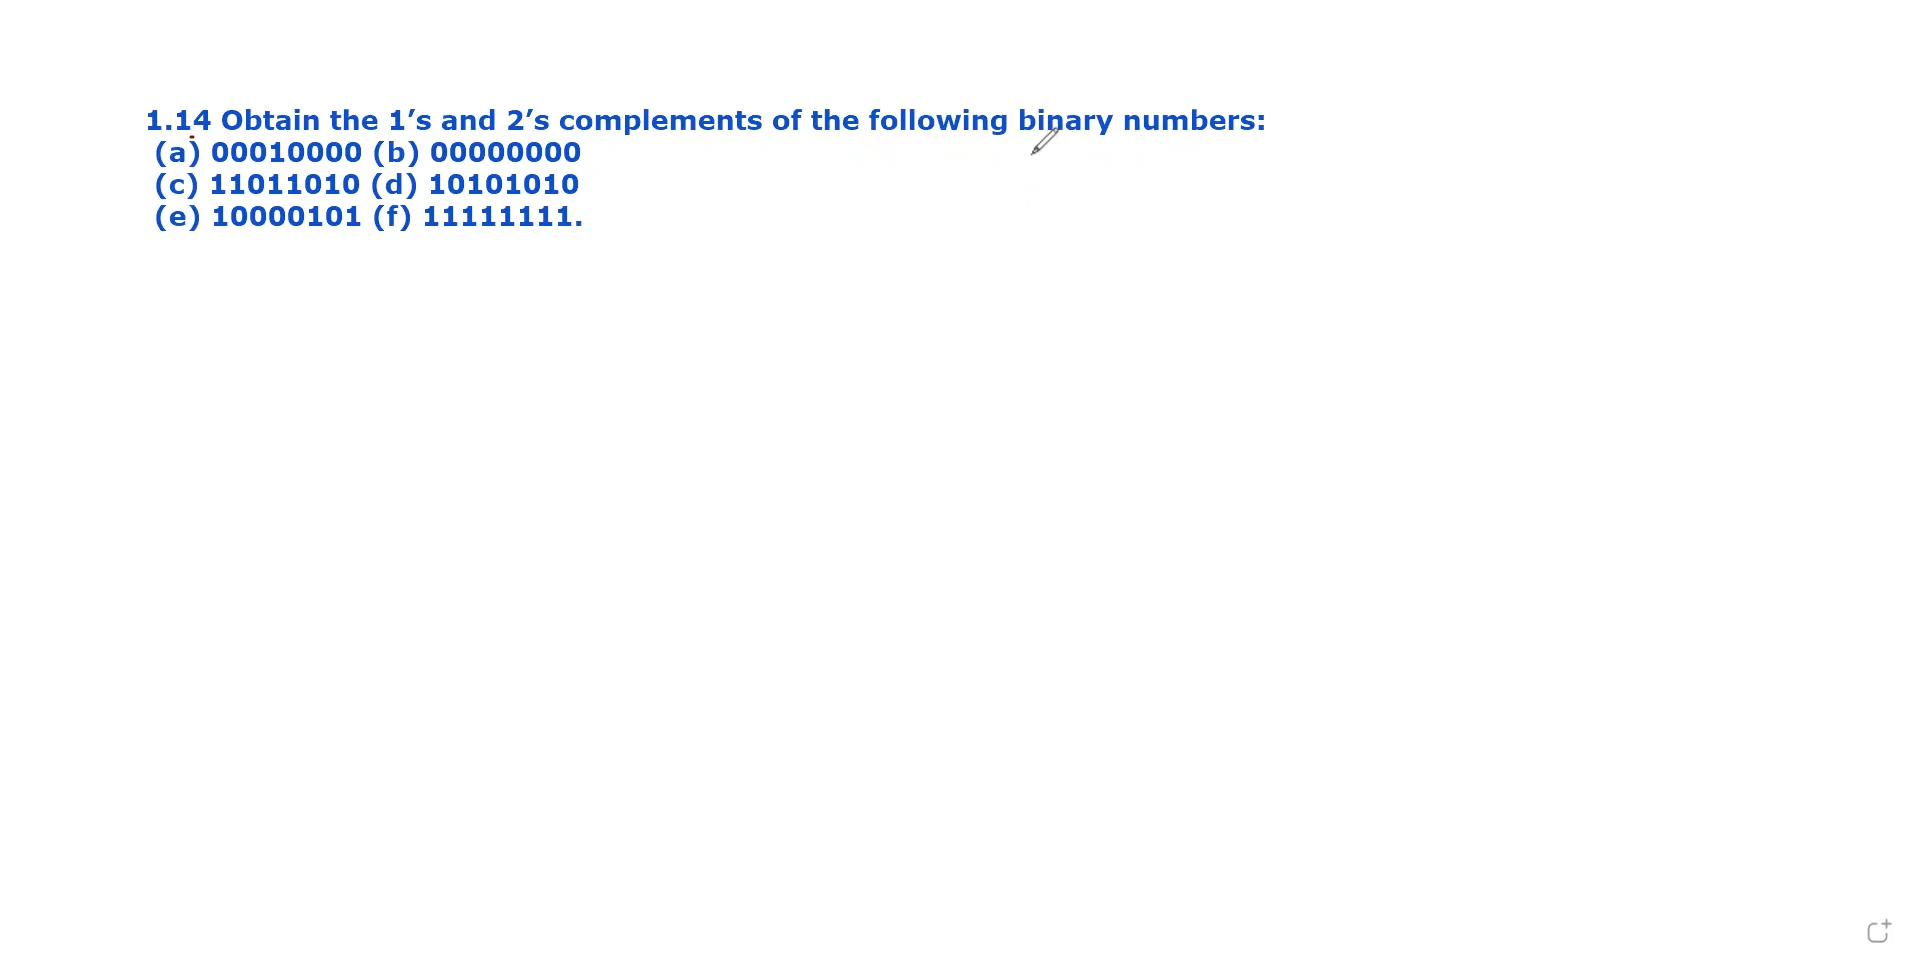 1.14 Obtain the 1’s and 2’s complements of the following binary numbers:
(a) 00010000 (b) 00000000
(c) 11011010 (d) 10101010
(e) 10000101 (f) 11111111.